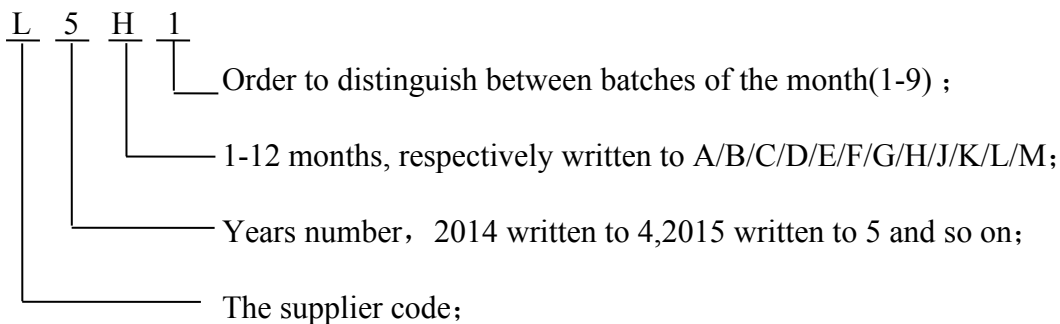 L 5 H 1
Order to distinguish between batches of the month(1-9)；
1-12 months, respectively written to A/B/C/D/E/F/G/H/J/K/L/M；
Years number，2014 written to 4,2015 written to 5 and so on；
The supplier code；